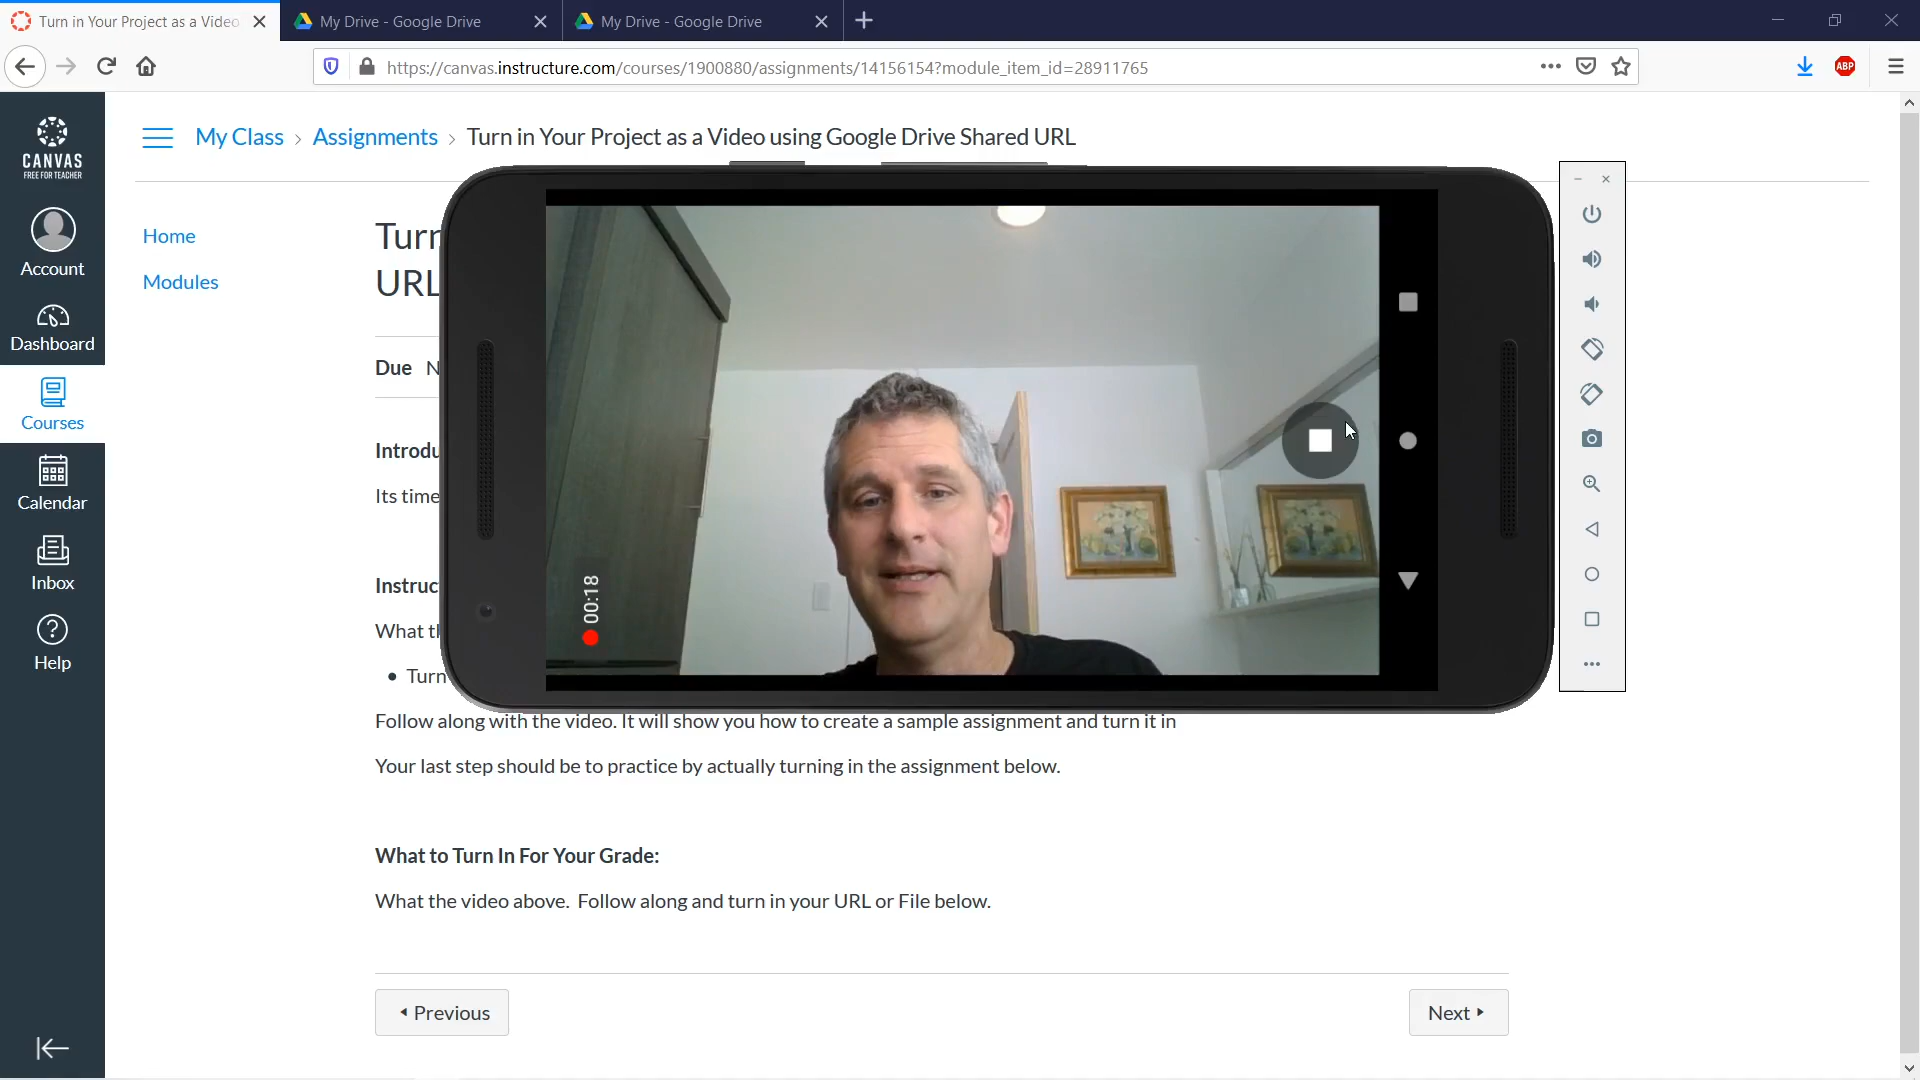 Turn in Your Project as a Video
My Drive - Google Drive
My Drive - Google Drive
https://canvas.instructure.com/courses/1900880/assignments/14156154?module_item_id=28911765
ABP
CANVAS
FREE FOR TEACHER
Account
Dashboard
Courses
Calendar
Inbox
Help
My Class › Assignments › Turn in Your Project as a Video using Google Drive Shared URL
Home
Modules
Turn
URL
Due N
Introdu
Its time
Instruc
What th
• Turn
00:18
Follow along with the video. It will show you how to create a sample assignment and turn it in
Your last step should be to practice by actually turning in the assignment below.
What to Turn In For Your Grade:
What the video above.  Follow along and turn in your URL or File below.
Previous
Next